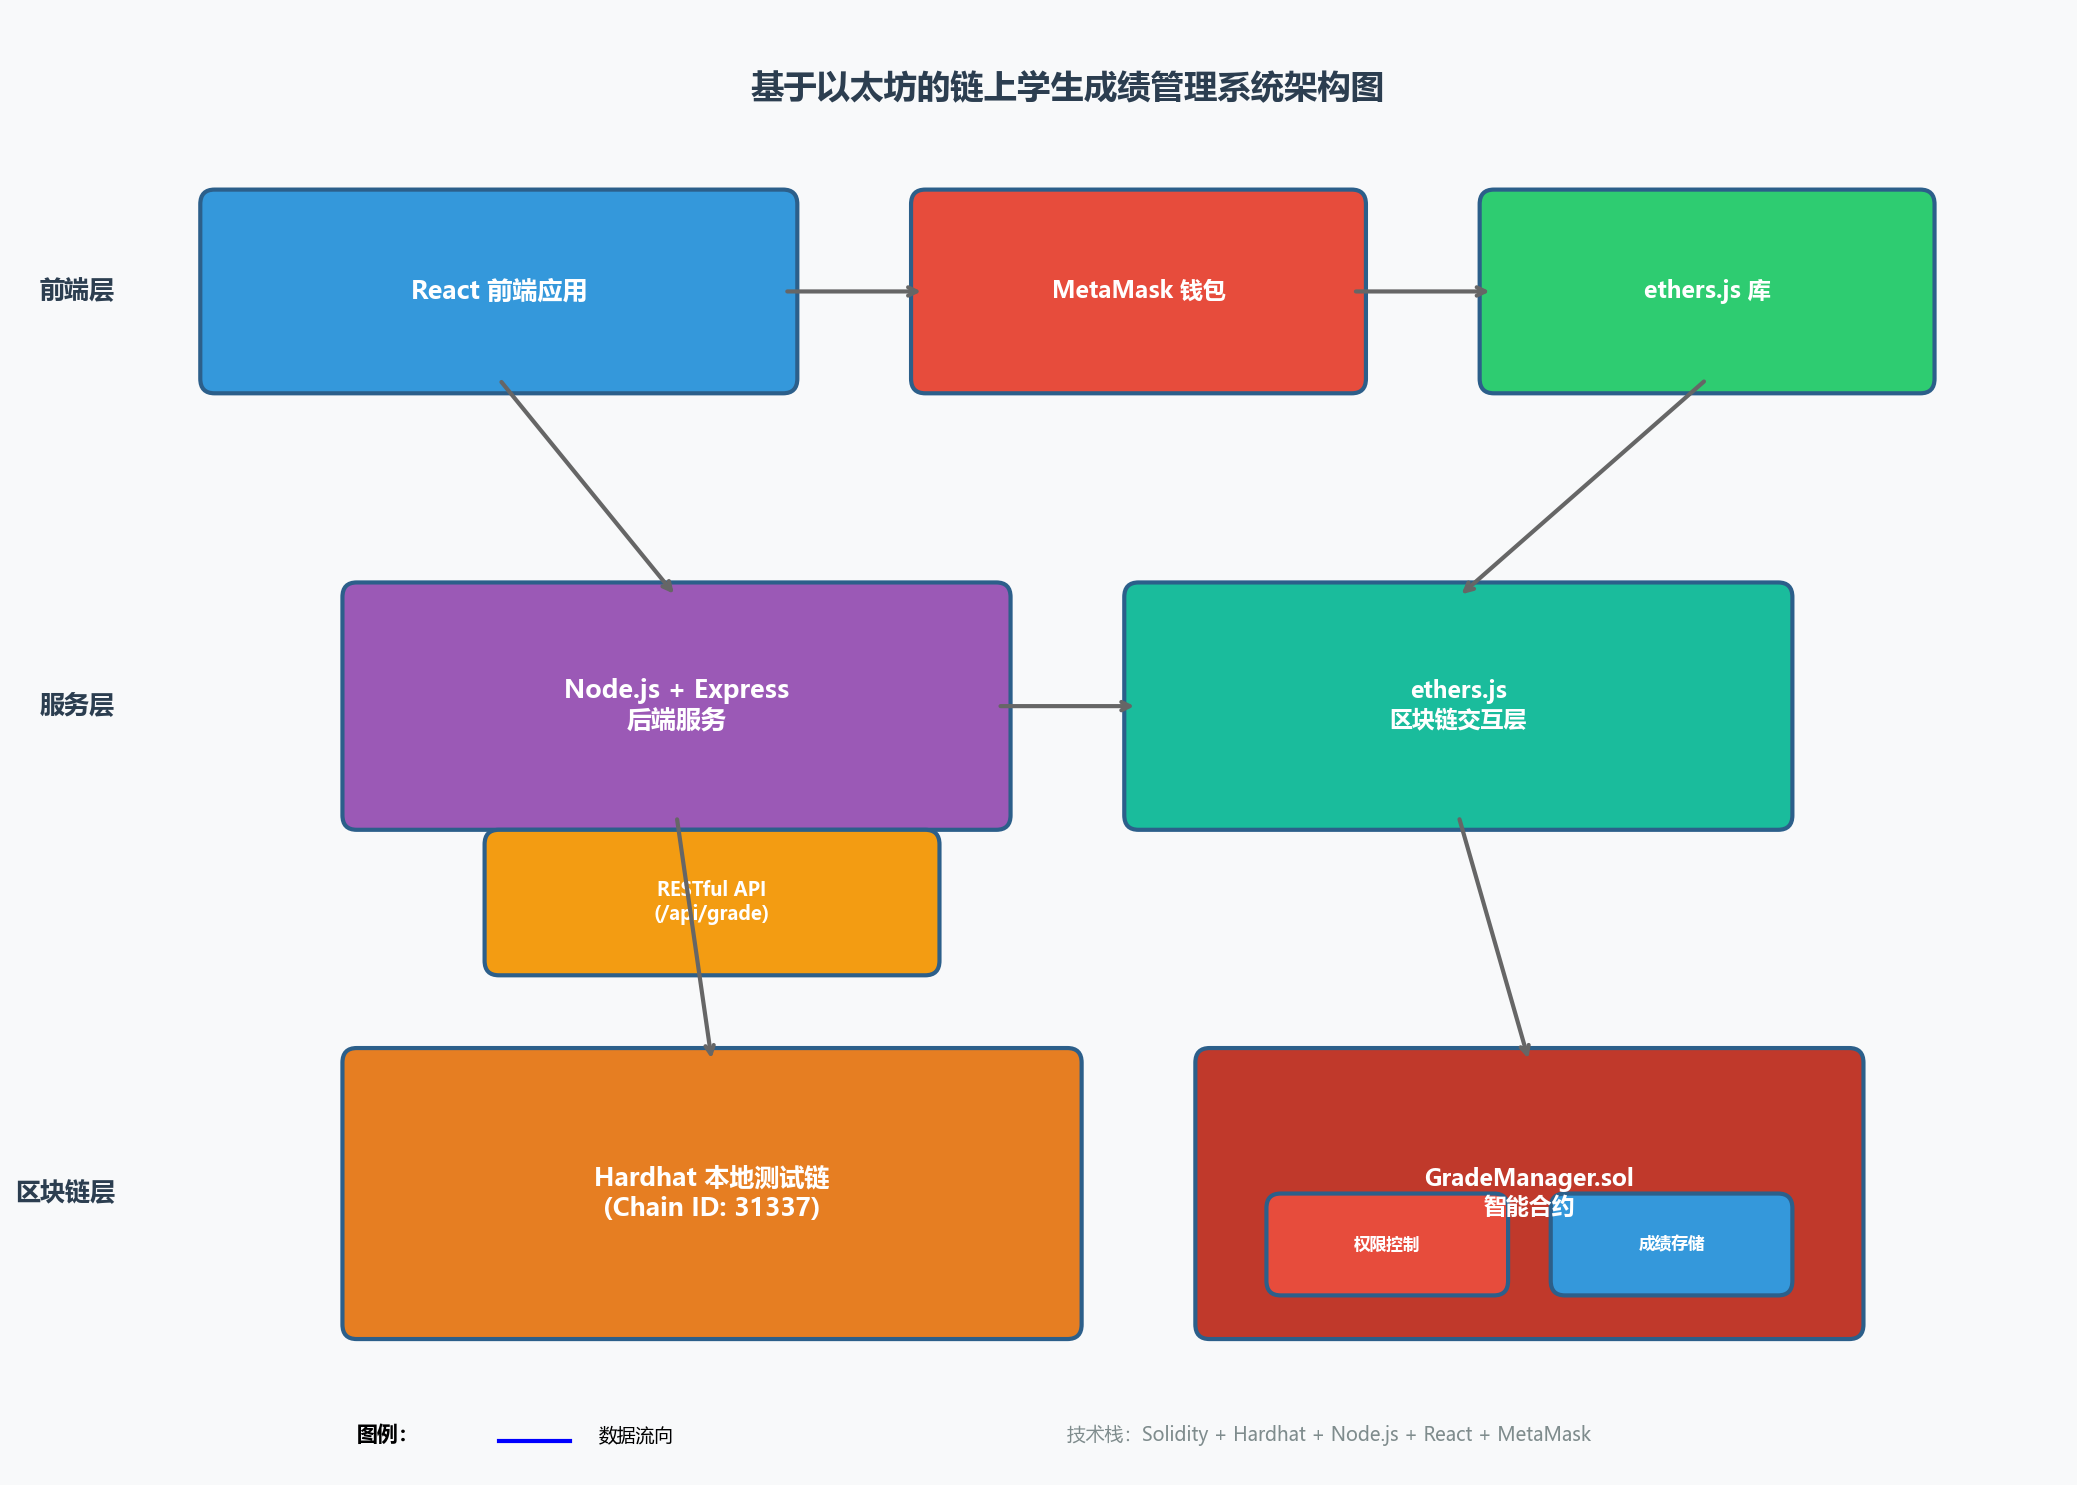 基于以太坊的链上学生成绩管理系统架构图
前端层
React 前端应用
MetaMask 钱包
ethers.js 库
服务层
Node.js + Express
后端服务
ethers.js
区块链交互层
RESTful API
(/api/grade)
区块链层
Hardhat 本地测试链
(Chain ID: 31337)
GradeManager.sol
智能合约
权限控制
成绩存储
图例：
数据流向
技术栈：Solidity + Hardhat + Node.js + React + MetaMask